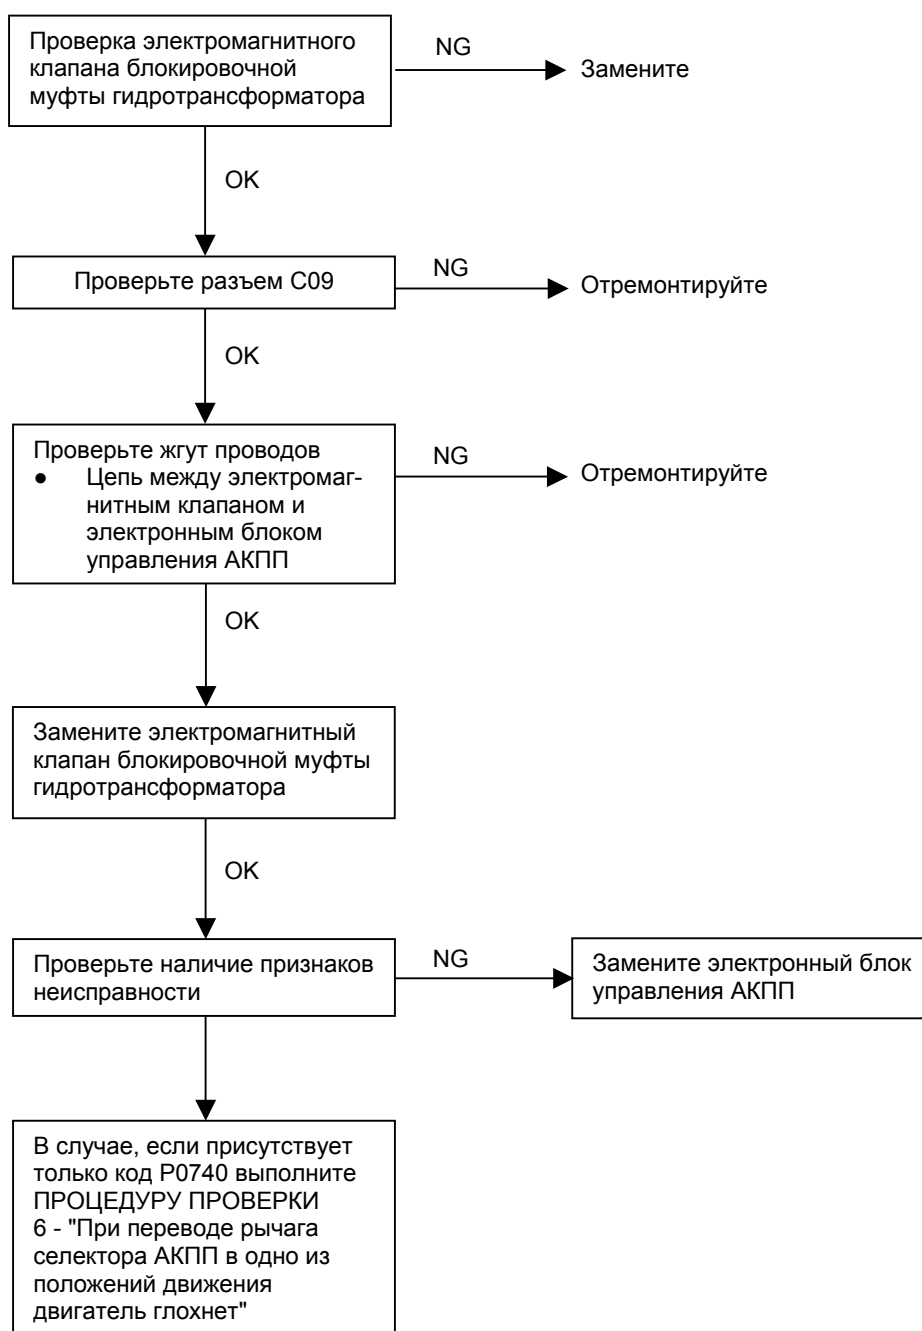 Проверка электромагнитного
клапана блокировочной
муфты гидротрансформатора
NG
Замените
OK
Проверьте разъем C09
NG
Отремонтируйте
OK
Проверьте жгут проводов
● Цепь между электромаг-
нитным клапаном и
электронным блоком
управления АКПП
NG
Отремонтируйте
OK
Замените электромагнитный
клапан блокировочной муфты
гидротрансформатора
OK
Проверьте наличие признаков
неисправности
NG
Замените электронный блок
управления АКПП
В случае, если присутствует
только код P0740 выполните
ПРОЦЕДУРУ ПРОВЕРКИ
6 - "При переводе рычага
селектора АКПП в одно из
положений движения
двигатель глохнет"